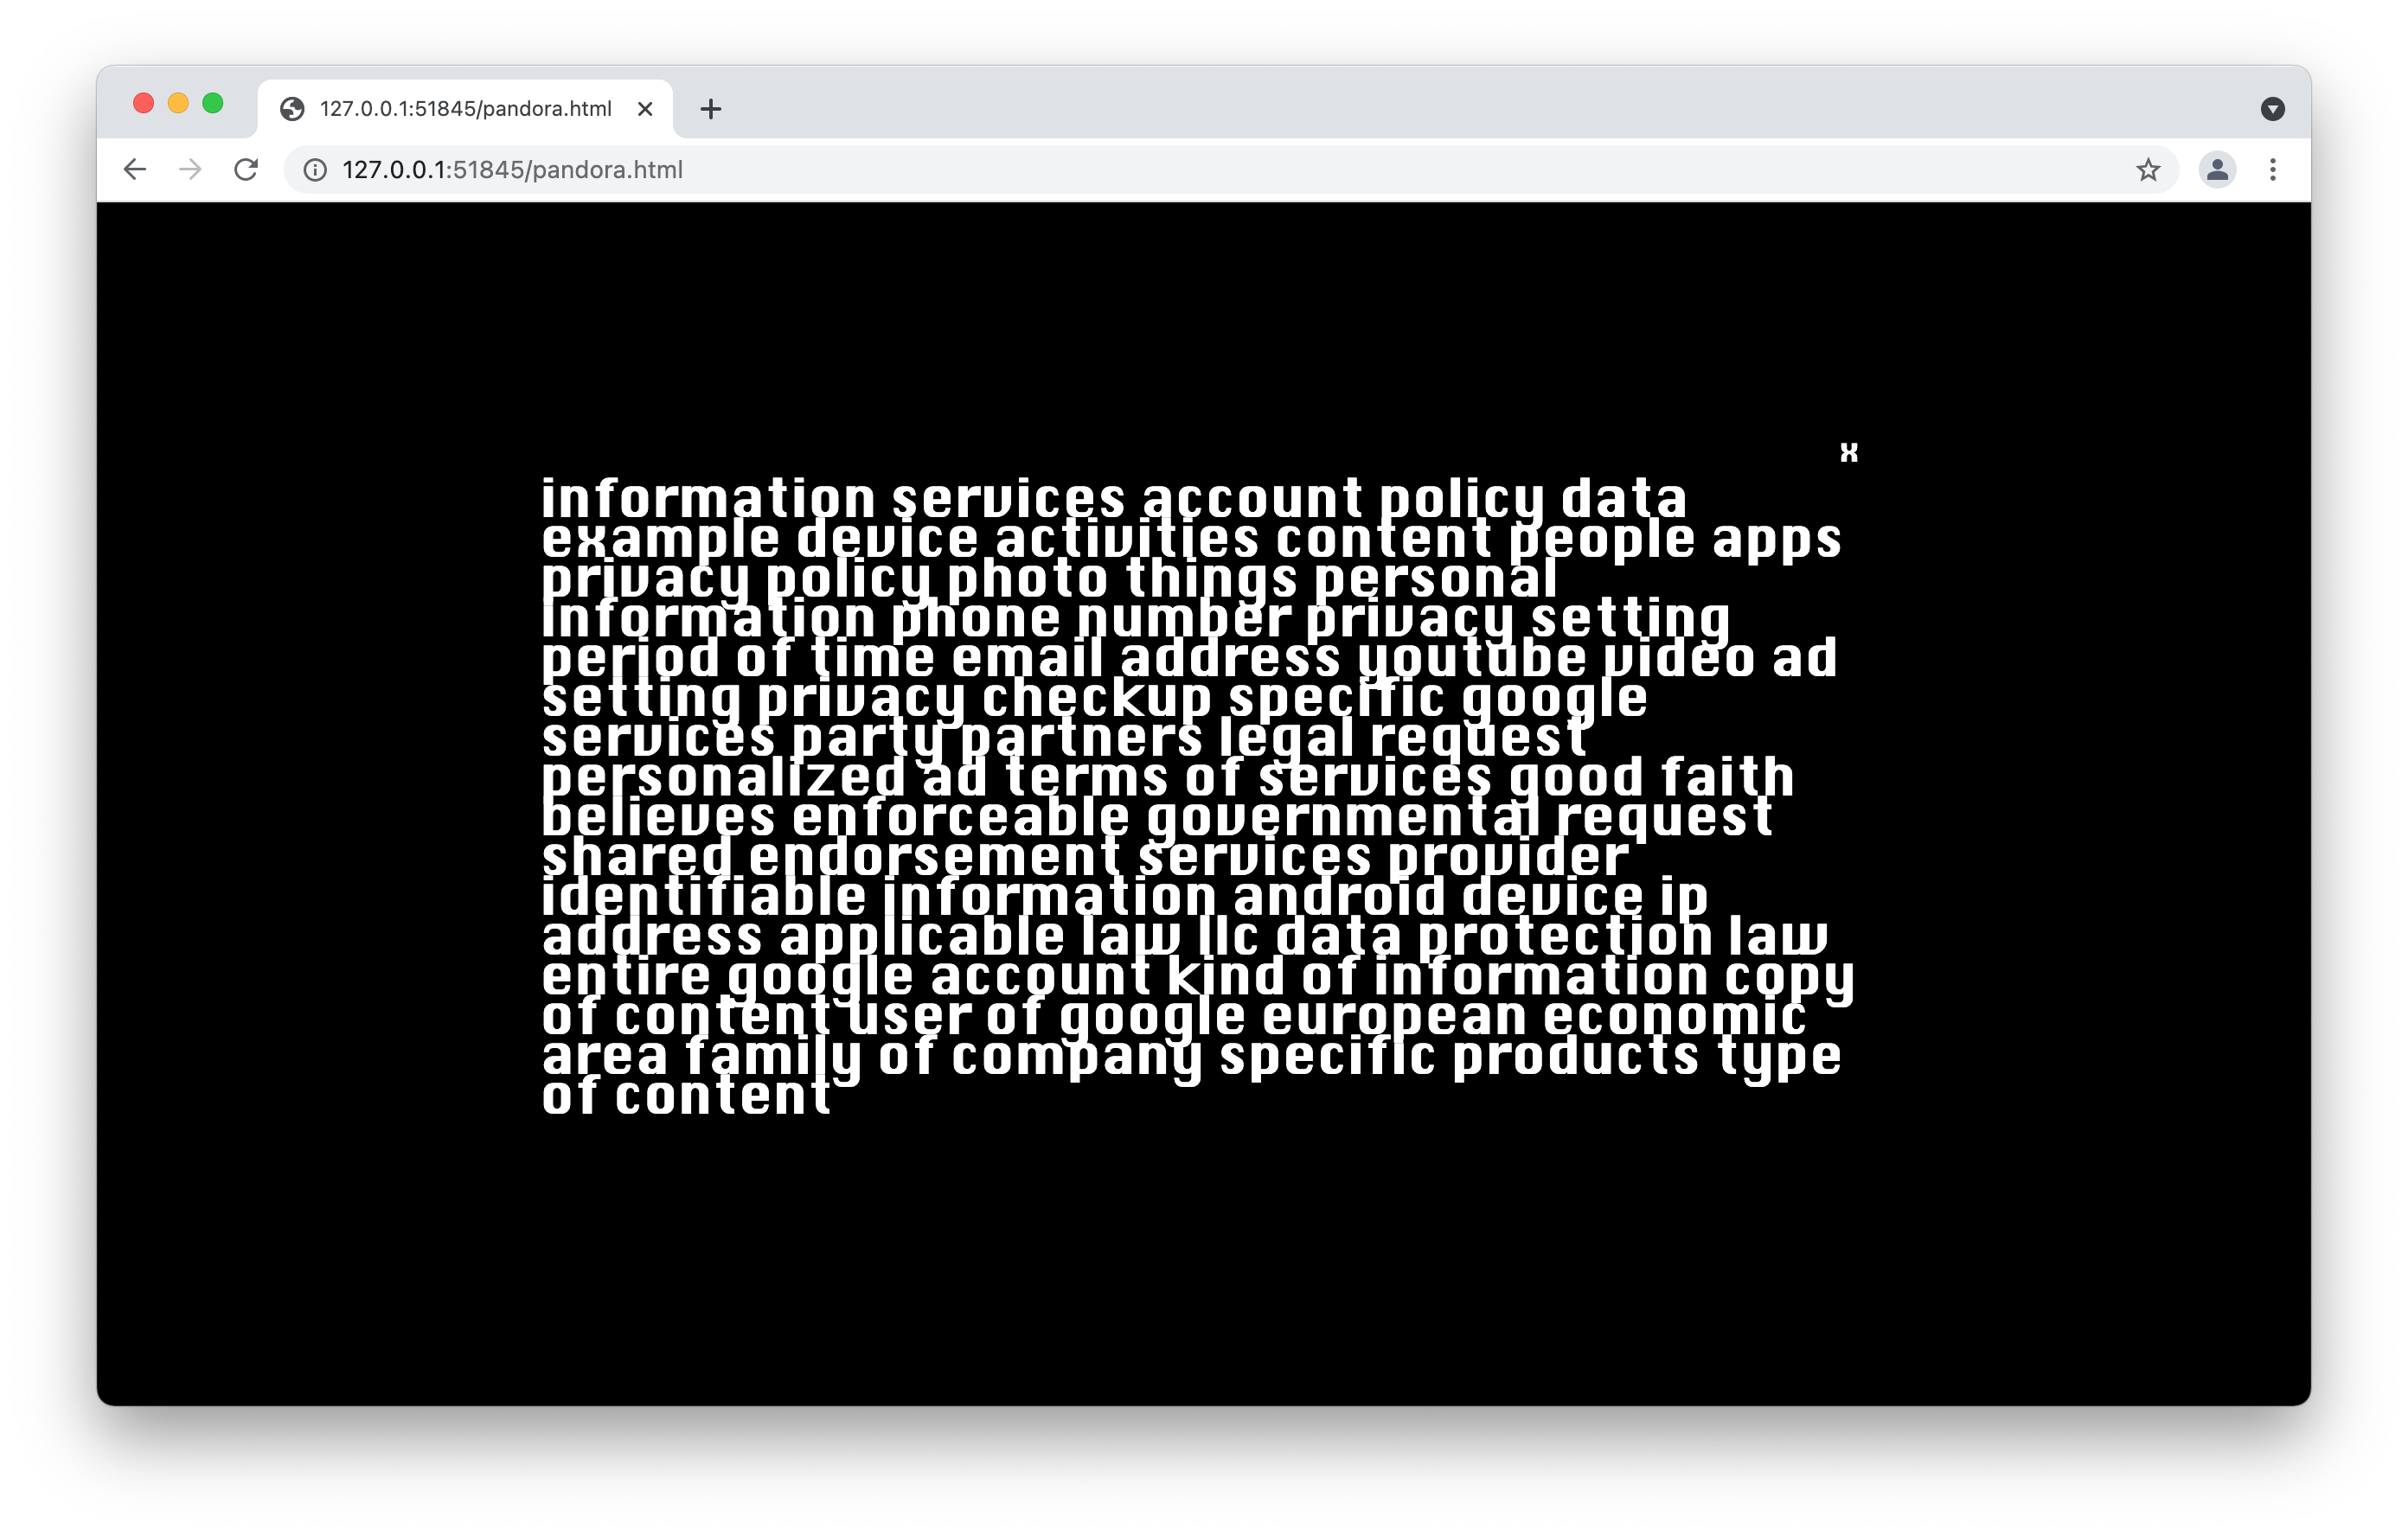 127.0.0.1:51845/pandora.html
127.0.0.1:51845/pandora.html
x
information services account policy data
example device activities content people apps
privacy policy photo things personal
information phone number privacy setting
period of time email address youtube video ad
setting privacy checkup specific google
services party partners legal request
personalized ad terms of services good faith
believes enforceable governmental request
shared endorsement services provider
identifiable information android device ip
address applicable law llc data protection law
entire google account kind of information copy
of content user of google european economic
area family of company specific products type
of content